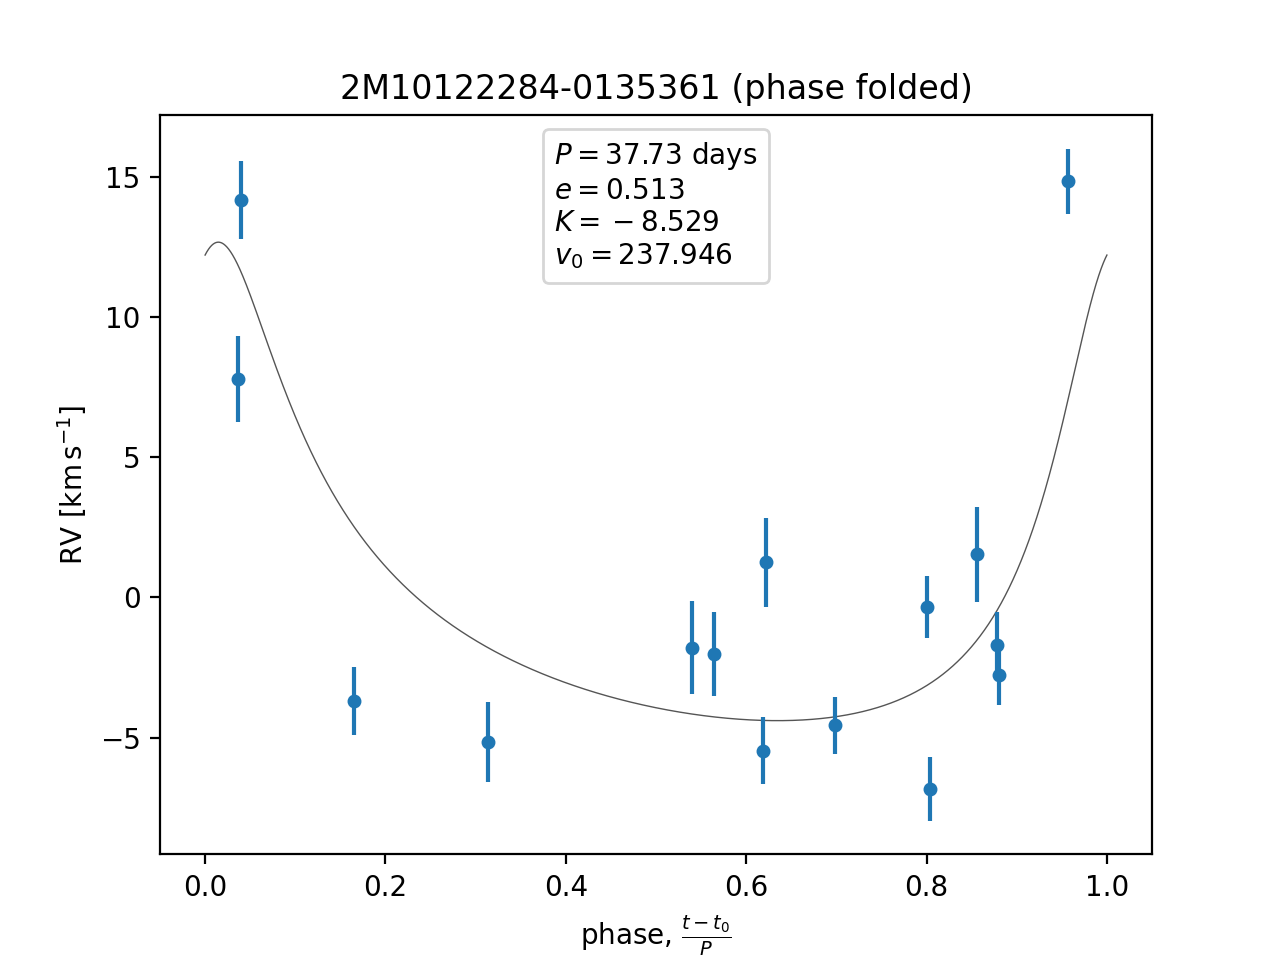 2M10122284-0135361 (phase folded)
P = 37.73 days
e = 0.513
K = −8.529
v₀ = 237.946
RV [km s⁻¹]
15
10
5
0
−5
0.0 0.2 0.4 0.6 0.8 1.0
phase, (t − t₀)/P